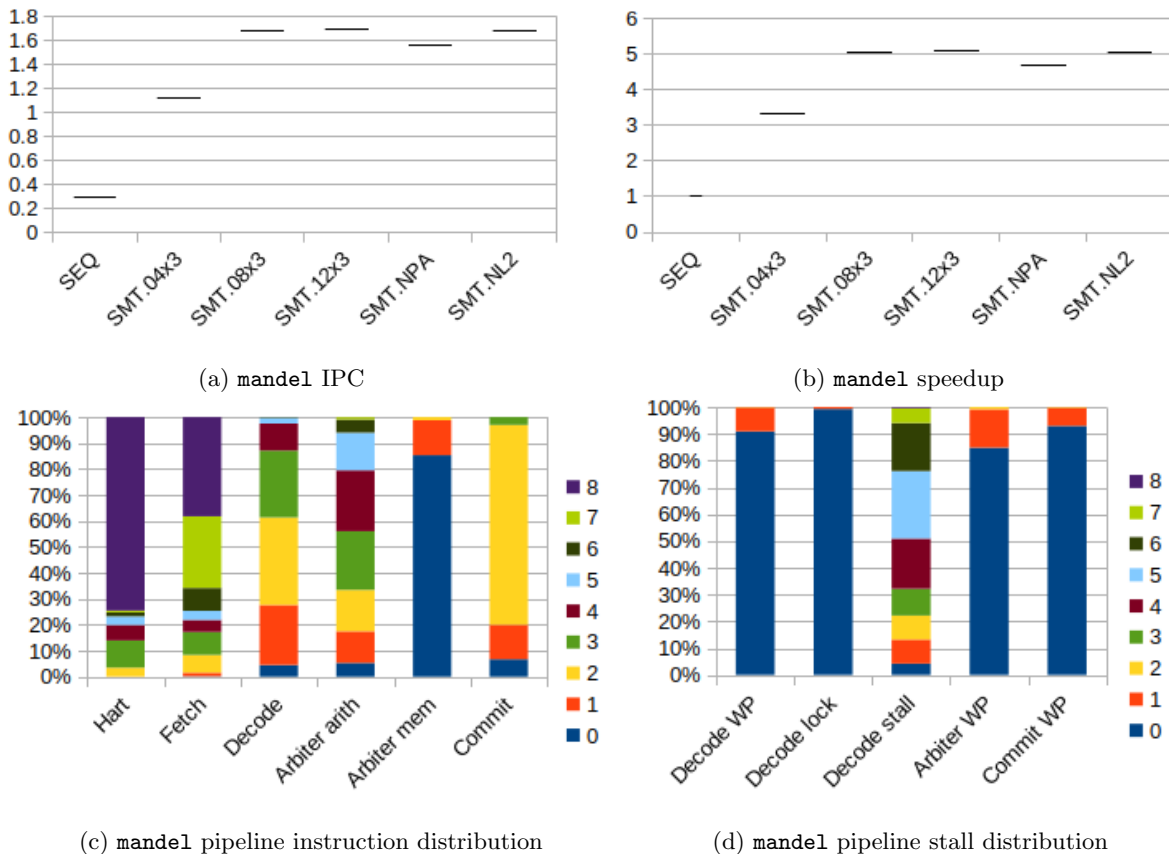 1.8
1.6
1.4
1.2
1
0.8
0.6
0.4
0.2
0
SEQ
SMT.04x3
SMT.08x3
SMT.12x3
SMT.NPA
SMT.NL2
(a) mandel IPC
6
5
4
3
2
1
0
SEQ
SMT.04x3
SMT.08x3
SMT.12x3
SMT.NPA
SMT.NL2
(b) mandel speedup
100%
90%
80%
70%
60%
50%
40%
30%
20%
10%
0%
Hart
Fetch
Decode
Arbiter arith
Arbiter mem
Commit
8
7
6
5
4
3
2
1
0
(c) mandel pipeline instruction distribution
100%
90%
80%
70%
60%
50%
40%
30%
20%
10%
0%
Decode WP
Decode lock
Decode stall
Arbiter WP
Commit WP
8
7
6
5
4
3
2
1
0
(d) mandel pipeline stall distribution